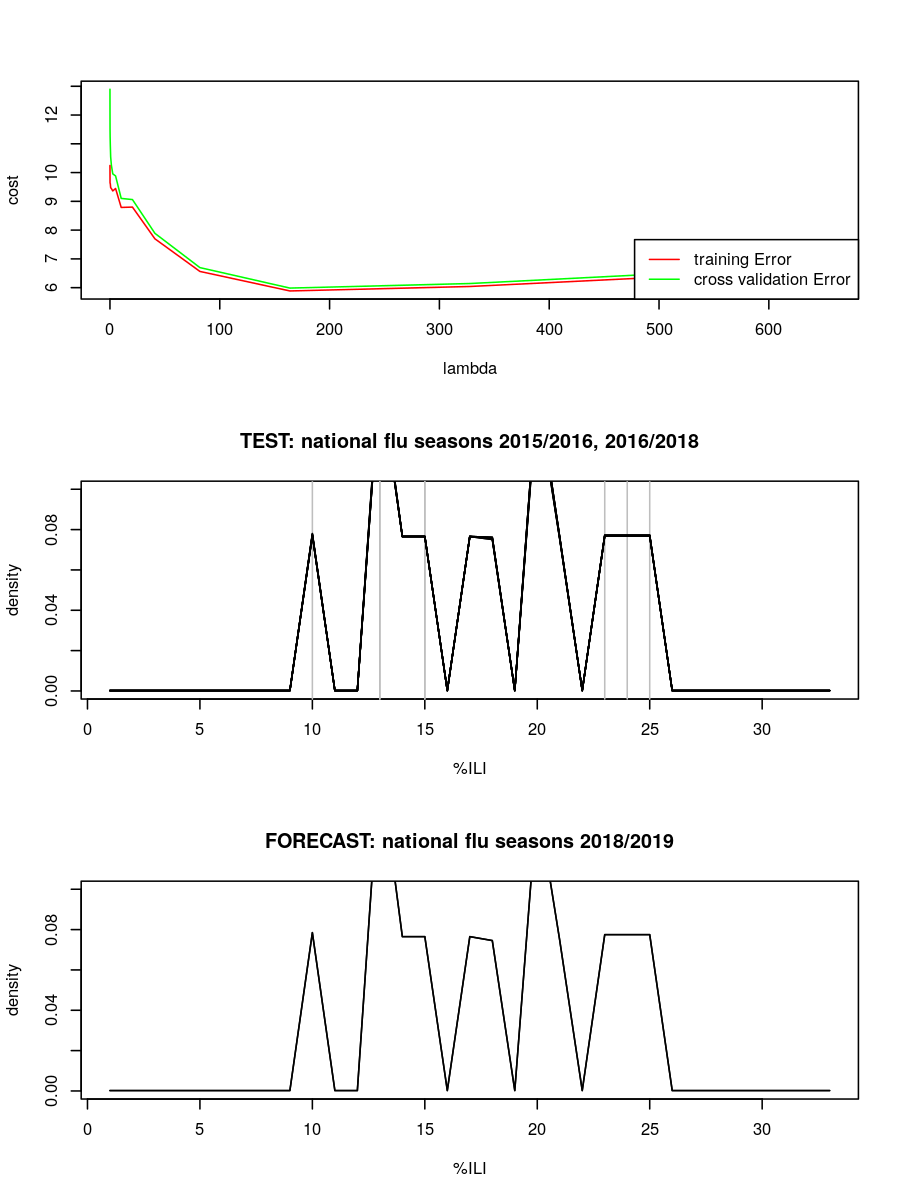 12
10
9
8
7
6
cost
training Error
cross validation Error
0 100 200 300 400 500 600
lambda
TEST: national flu seasons 2015/2016, 2016/2018
0.08
0.04
0.00
density
0 5 10 15 20 25 30
%ILI
FORECAST: national flu seasons 2018/2019
0.08
0.04
0.00
density
0 5 10 15 20 25 30
%ILI